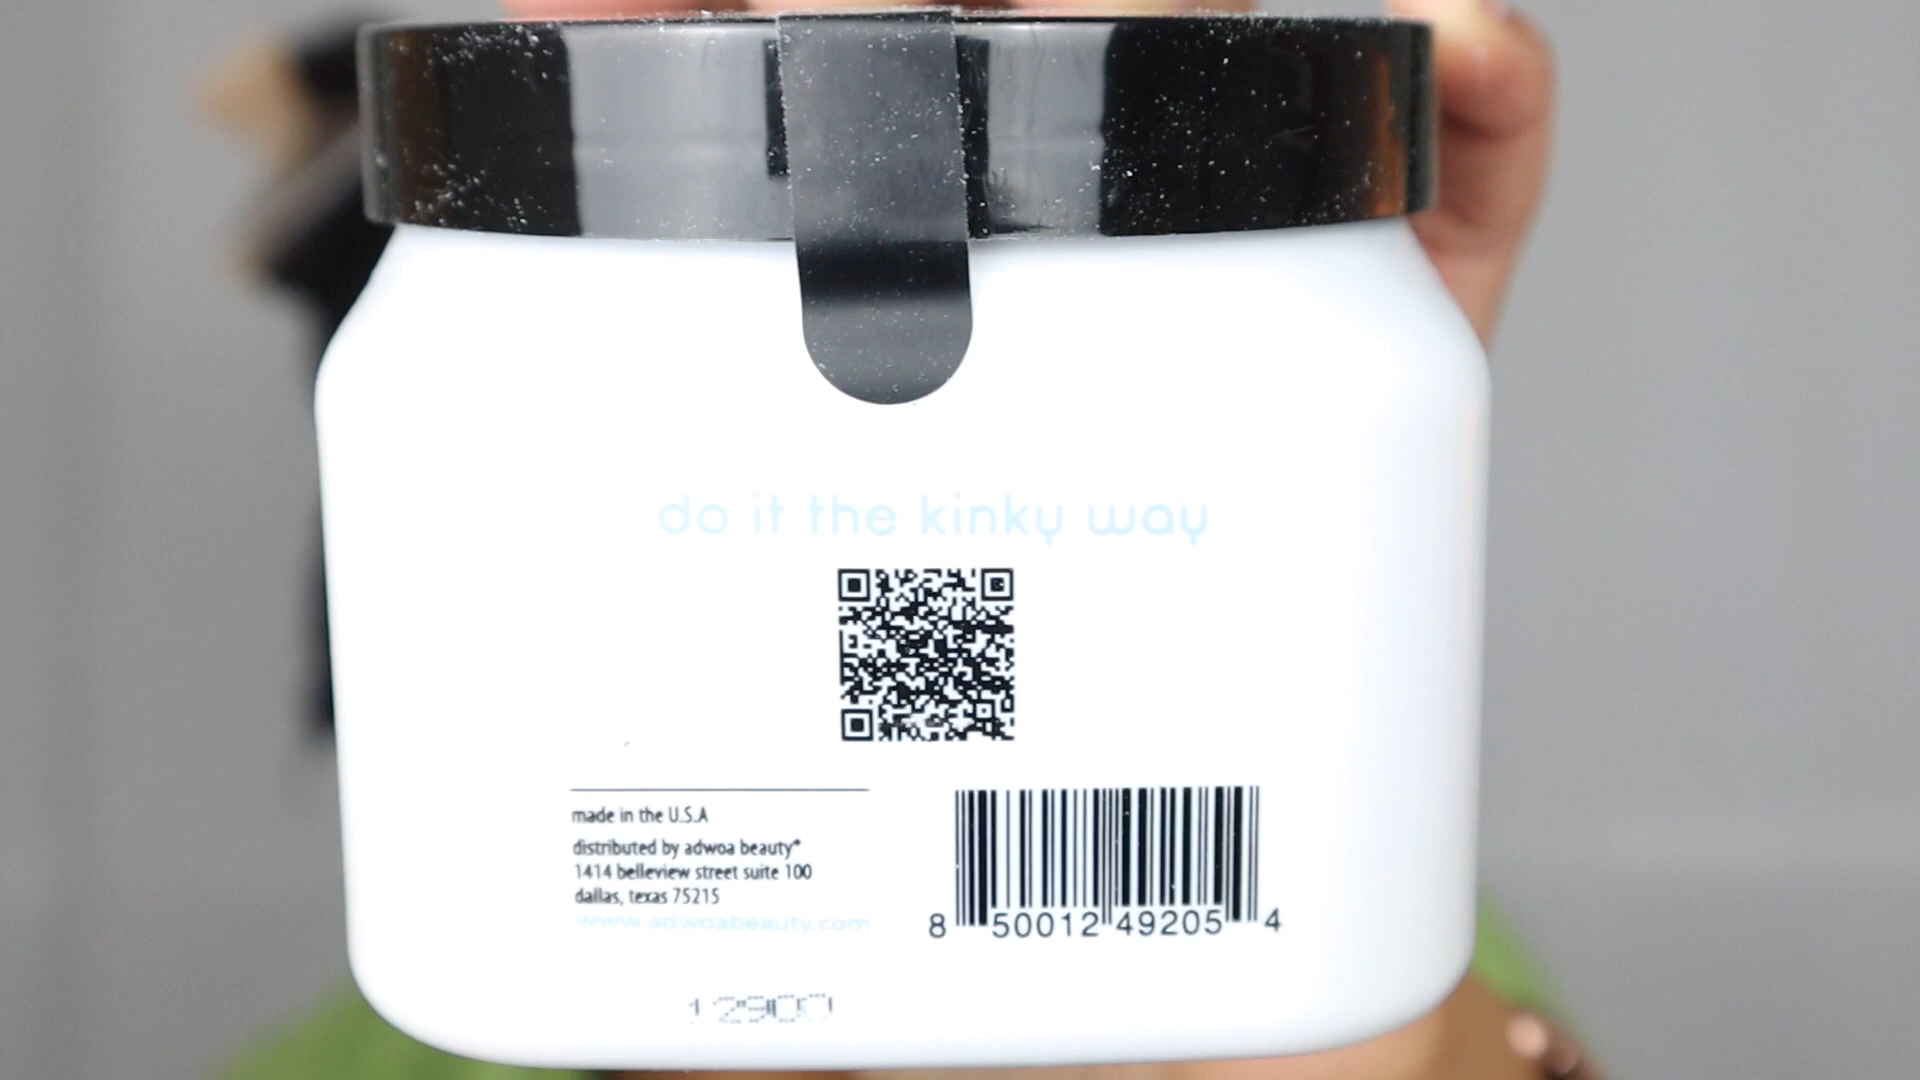 do it the kinky way
made in the U.S.A
distributed by adwoa beauty®
1414 belleview street suite 100
dallas, texas 75215
www.adwoabeauty.com
8 50012 49205 4